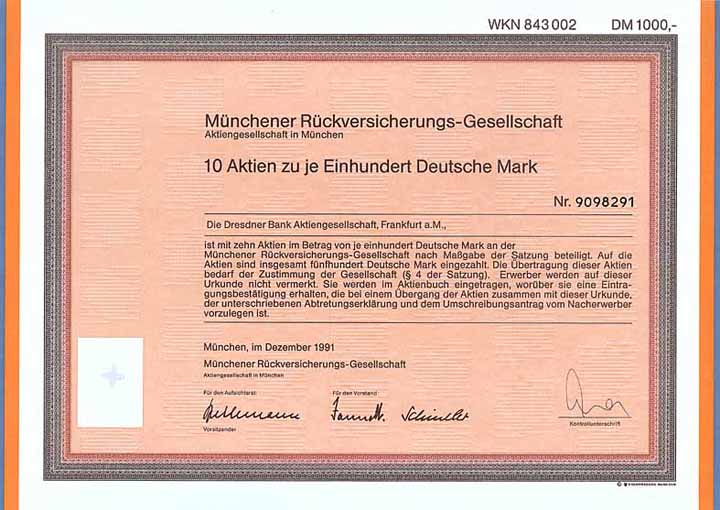 WKN 843 002 DM 1000,-
Münchener Rückversicherungs-Gesellschaft
Aktiengesellschaft in München
10 Aktien zu je Einhundert Deutsche Mark
Nr. 9098291
Die Dresdner Bank Aktiengesellschaft, Frankfurt a.M.,
ist mit zehn Aktien im Betrag von je einhundert Deutsche Mark an der
Münchener Rückversicherungs-Gesellschaft nach Maßgabe der Satzung beteiligt. Auf die
Aktien sind insgesamt fünfhundert Deutsche Mark eingezahlt. Die Übertragung dieser Aktien
bedarf der Zustimmung der Gesellschaft (§ 4 der Satzung). Erwerber werden auf dieser
Urkunde nicht vermerkt. Sie werden im Aktienbuch eingetragen, worüber sie eine Eintra-
gungsbestätigung erhalten, die bei einem Übergang der Aktien zusammen mit dieser Urkunde,
der unterschriebenen Abtretungserklärung und dem Umschreibungsantrag vom Nacherwerber
vorzulegen ist.
München, im Dezember 1991
Münchener Rückversicherungs-Gesellschaft
Aktiengesellschaft in München
Für den Aufsichtsrat: Für den Vorstand:
Vorsitzender
Kontrollunterschrift